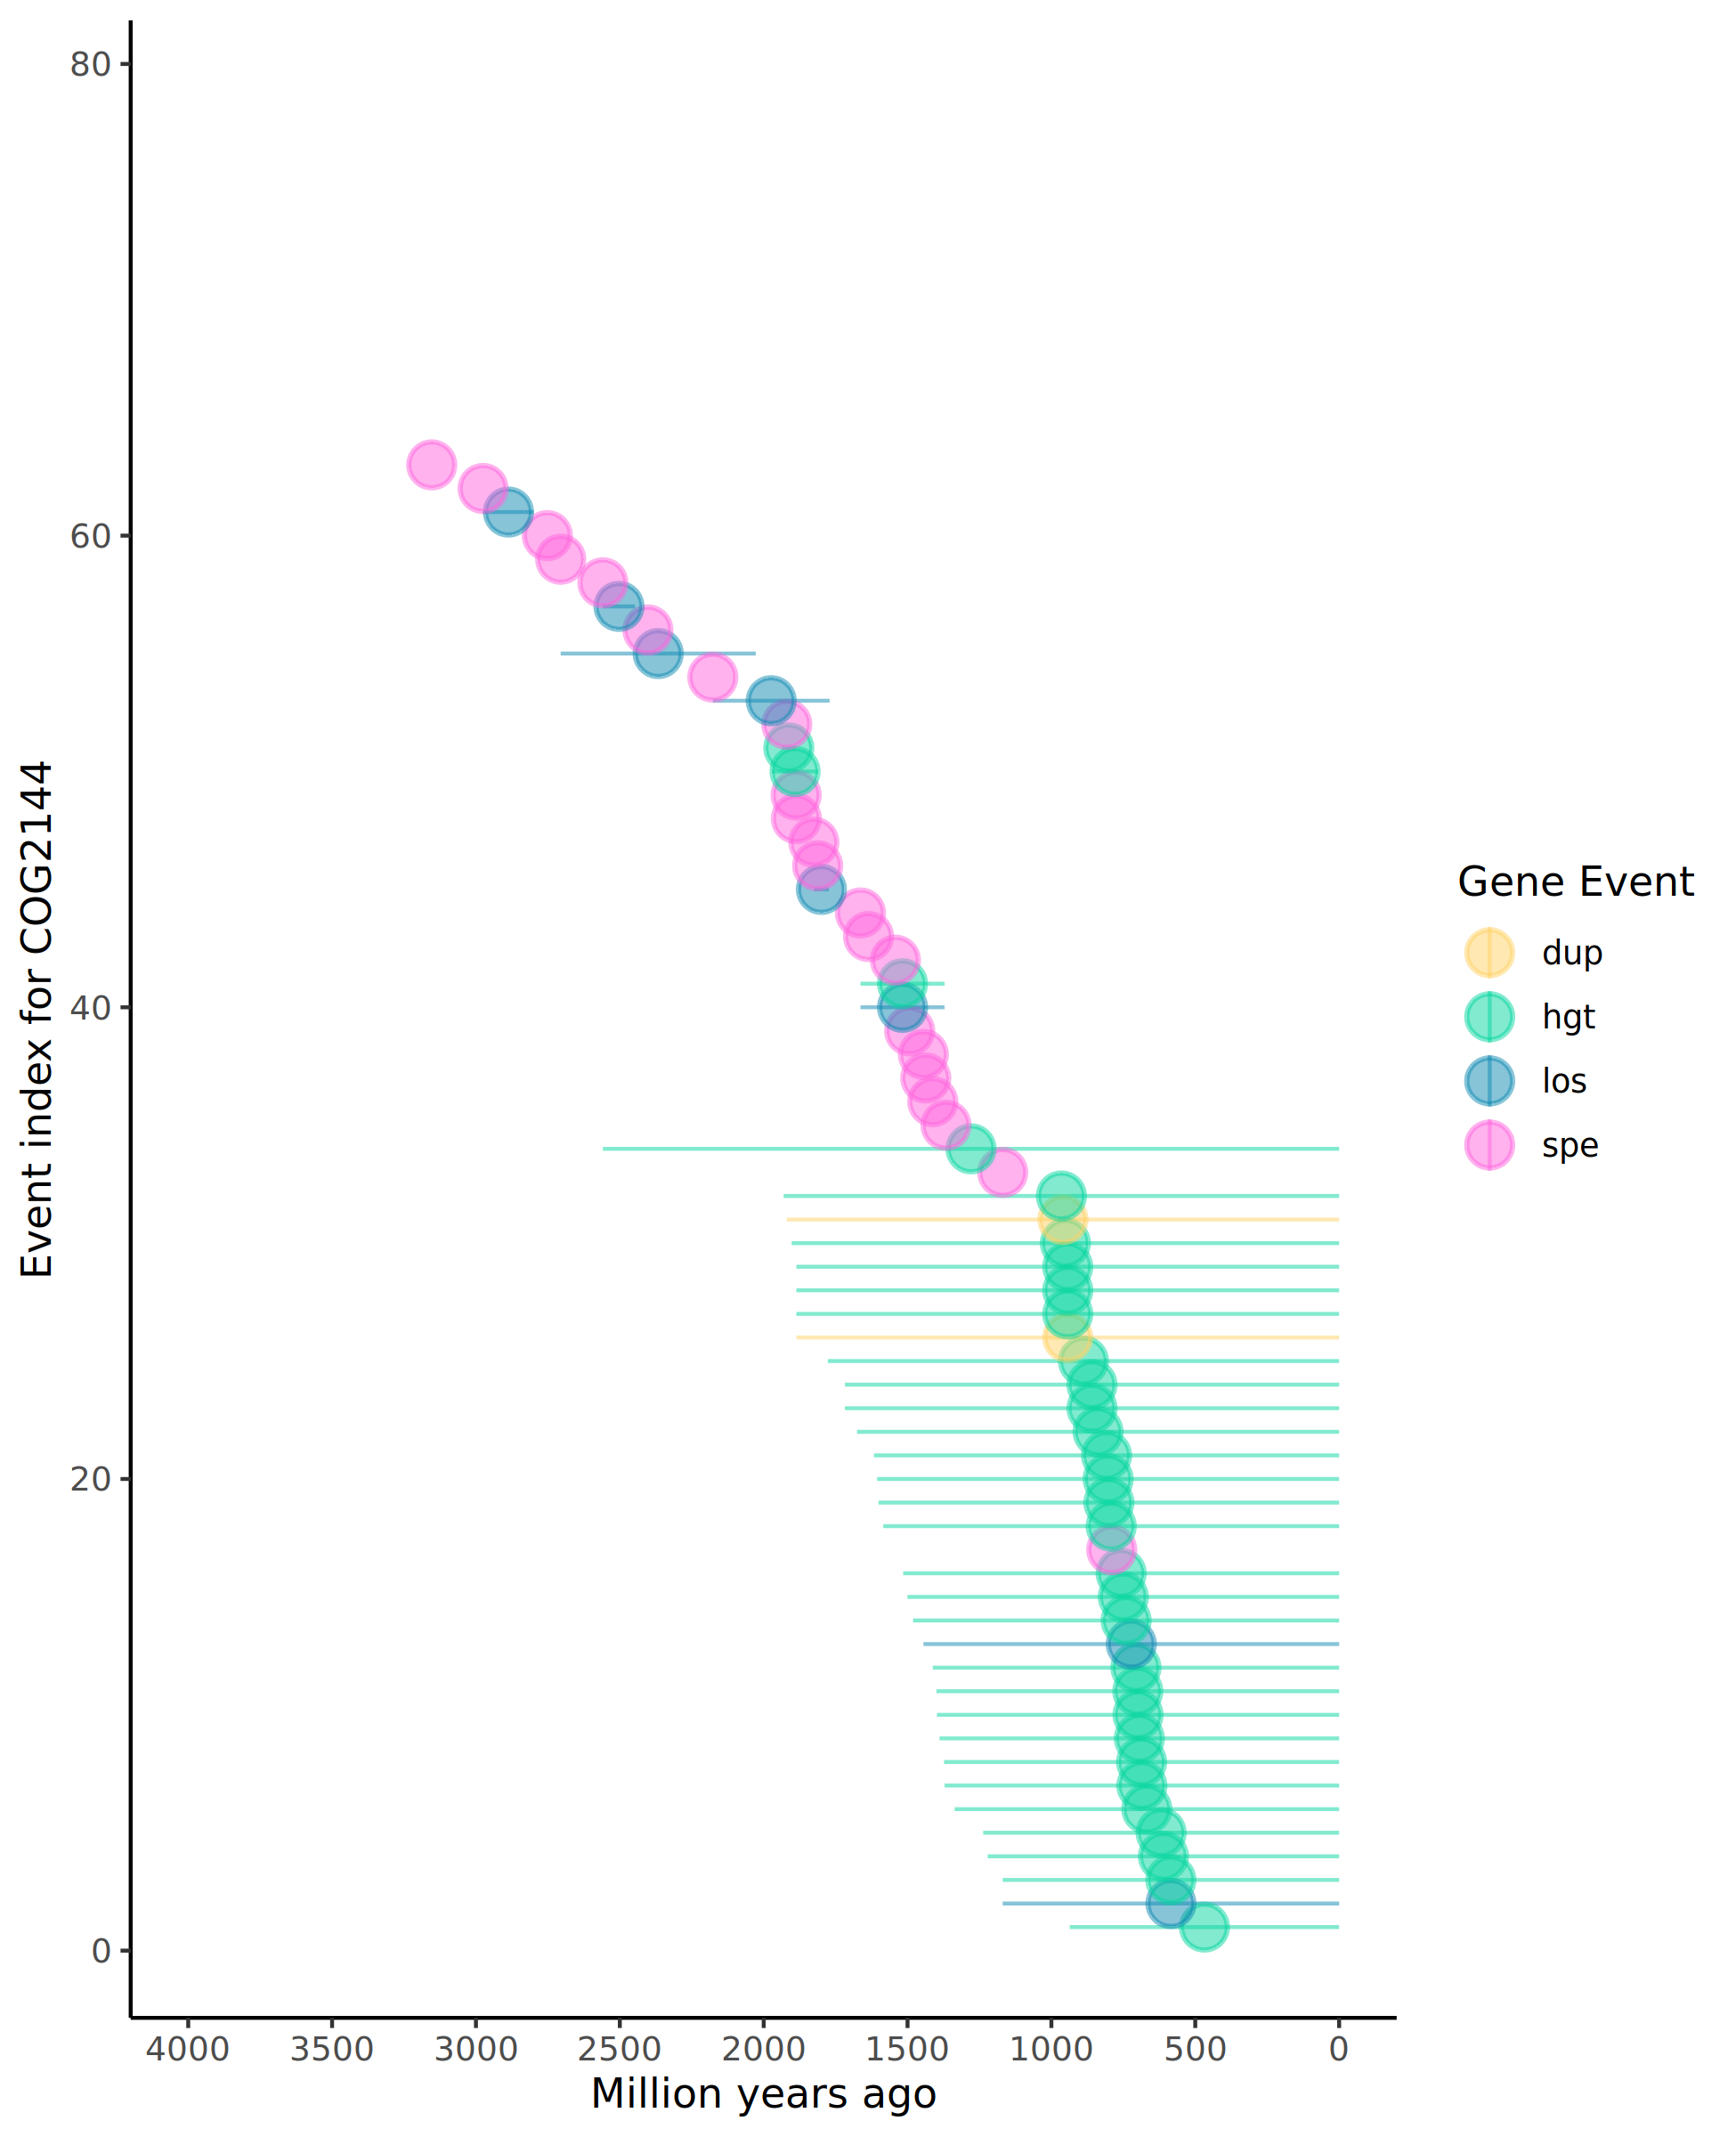 80
60
40
20
0
Event index for COG2144
4000 3500 3000 2500 2000 1500 1000 500 0
Million years ago
Gene Event
dup
hgt
los
spe